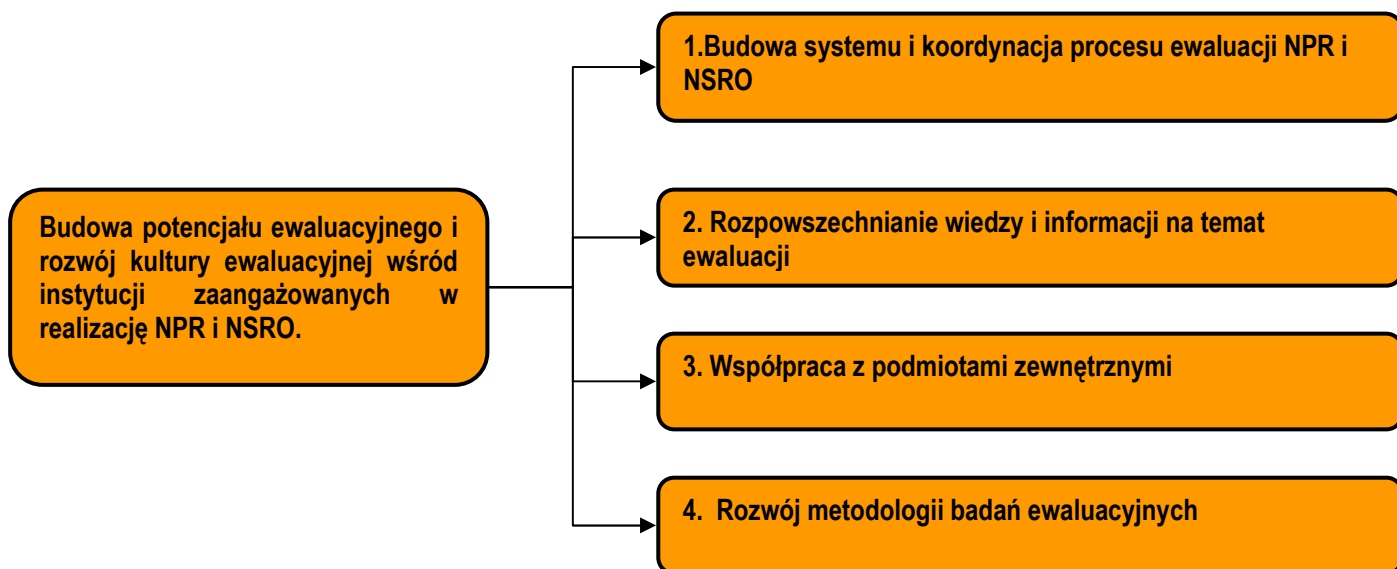 1.Budowa systemu i koordynacja procesu ewaluacji NPR i
NSRO
Budowa potencjału ewaluacyjnego i
rozwój kultury ewaluacyjnej wśród
instytucji zaangażowanych w
realizację NPR i NSRO.
2. Rozpowszechnianie wiedzy i informacji na temat
ewaluacji
3. Współpraca z podmiotami zewnętrznymi
4. Rozwój metodologii badań ewaluacyjnych